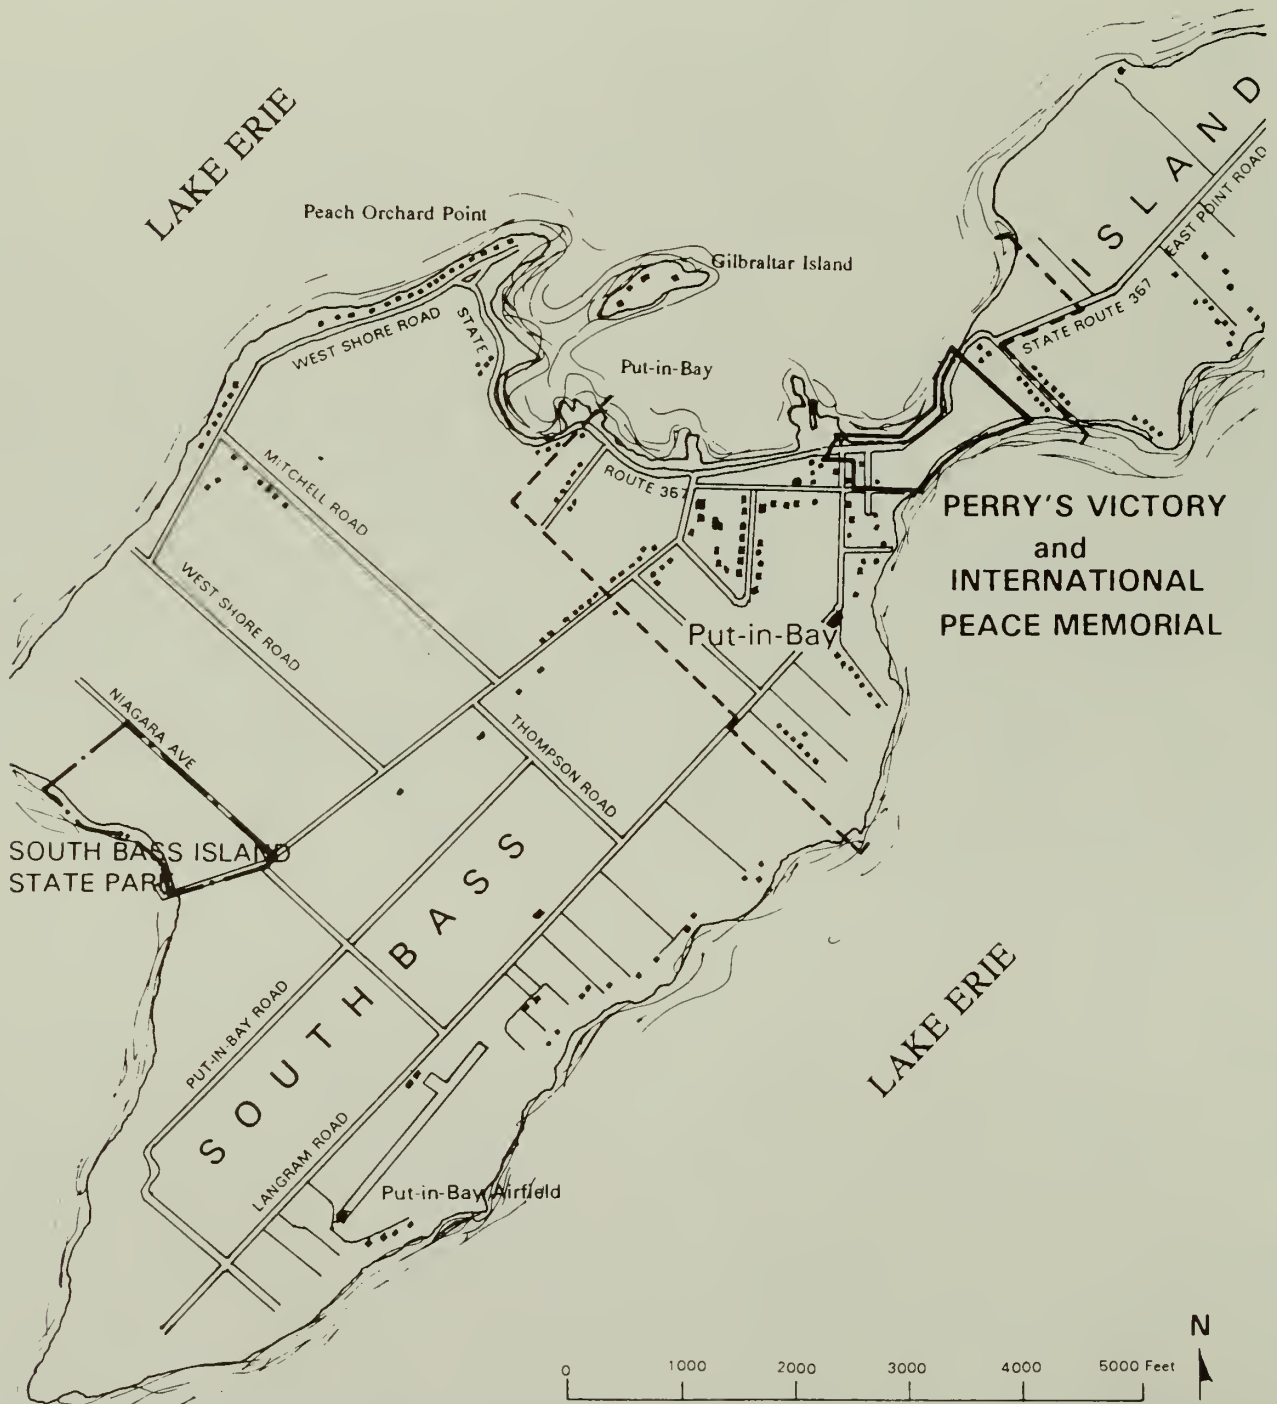 LAKE ERIE
Peach Orchard Point
Gilbraltar Island
ISLAND
EAST POINT ROAD
STATE ROUTE 357
WEST SHORE ROAD
STATE
Put-in-Bay
ROUTE 357
MITCHELL ROAD
PERRY'S VICTORY
and
INTERNATIONAL
PEACE MEMORIAL
WEST SHORE ROAD
Put-in-Bay
NIAGARA AVE
THOMPSON ROAD
SOUTH BASS ISLAND
STATE PARK
SOUTH BASS
PUT-IN-BAY ROAD
LAKE ERIE
LANGRAM ROAD
Put-in-Bay Airfield
N
0 1000 2000 3000 4000 5000 Feet